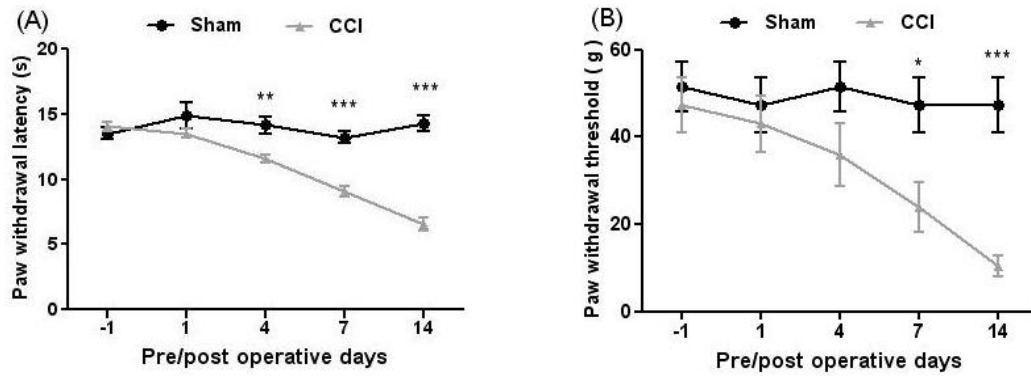 (A)
Sham CCI
Paw withdrawal latency (s)
20
15
10
5
0
** *** ***
-1 1 4 7 14
Pre/post operative days
(B)
Sham CCI
Paw withdrawal threshold ( g )
60
40
20
0
* ***
-1 1 4 7 14
Pre/post operative days